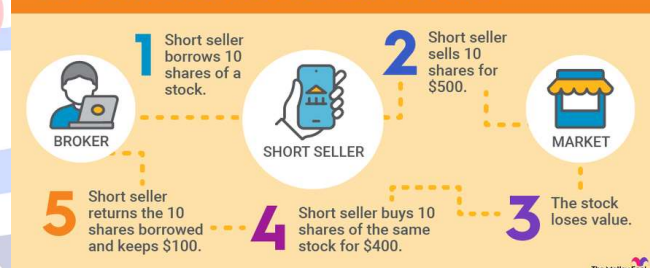 1
Short seller
borrows 10
shares of a
stock.
2
Short seller
sells 10
shares for
$500.
BROKER
SHORT SELLER
MARKET
5
Short seller
returns the 10
shares borrowed
and keeps $100.
4
Short seller buys 10
shares of the same
stock for $400.
3
The stock
loses value.